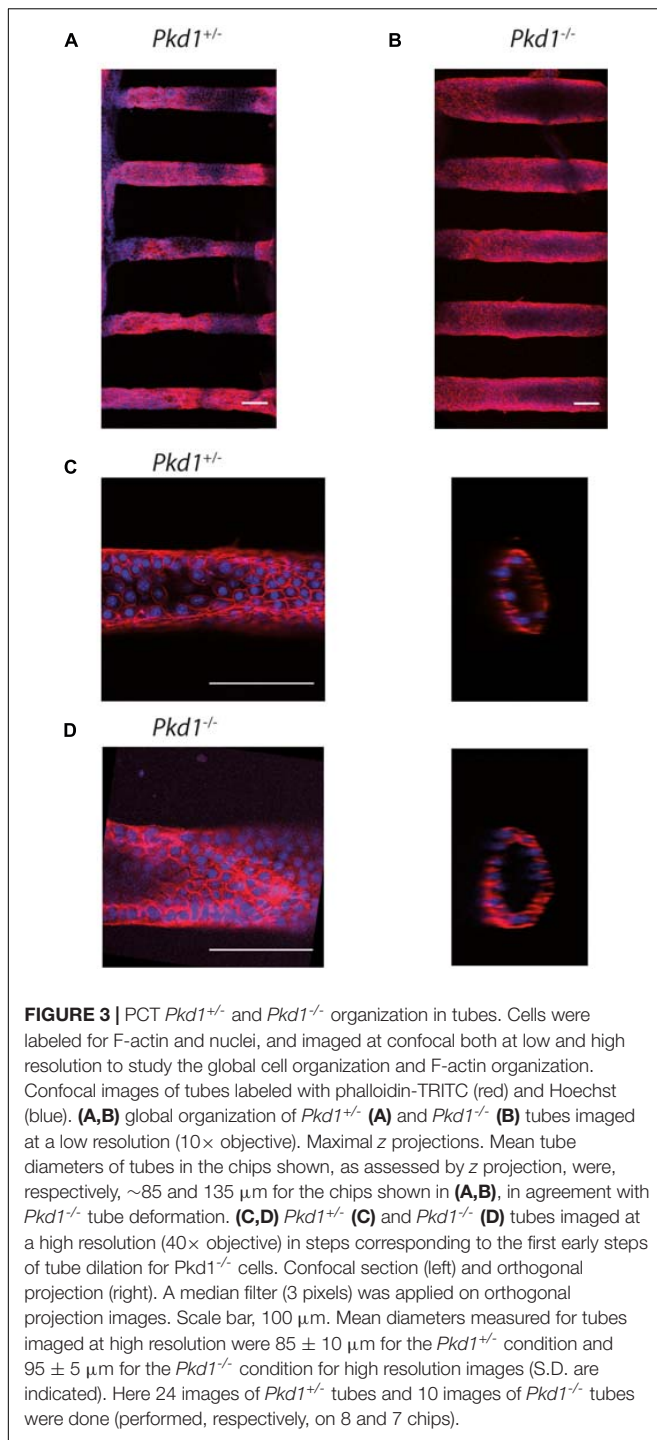 A
Pkd1+/-
B
Pkd1-/-
C
Pkd1+/-
D
Pkd1-/-
FIGURE 3 | PCT Pkd1+/- and Pkd1-/- organization in tubes. Cells were
labeled for F-actin and nuclei, and imaged at confocal both at low and high
resolution to study the global cell organization and F-actin organization.
Confocal images of tubes labeled with phalloidin-TRITC (red) and Hoechst
(blue). (A,B) global organization of Pkd1+/- (A) and Pkd1-/- (B) tubes imaged
at a low resolution (10× objective). Maximal z projections. Mean tube
diameters of tubes in the chips shown, as assessed by z projection, were,
respectively, ∼85 and 135 μm for the chips shown in (A,B), in agreement with
Pkd1-/- tube deformation. (C,D) Pkd1+/- (C) and Pkd1-/- (D) tubes imaged at
a high resolution (40× objective) in steps corresponding to the first early steps
of tube dilation for Pkd1-/- cells. Confocal section (left) and orthogonal
projection (right). A median filter (3 pixels) was applied on orthogonal
projection images. Scale bar, 100 μm. Mean diameters measured for tubes
imaged at high resolution were 85 ± 10 μm for the Pkd1+/- condition and
95 ± 5 μm for the Pkd1-/- condition for high resolution images (S.D. are
indicated). Here 24 images of Pkd1+/- tubes and 10 images of Pkd1-/- tubes
were done (performed, respectively, on 8 and 7 chips).